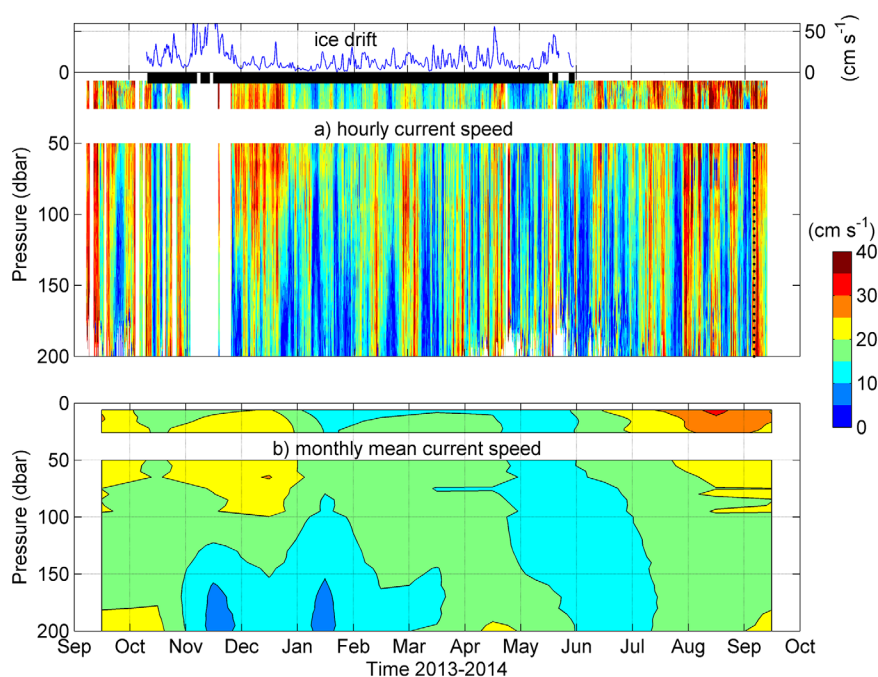 ice drift
50
0
(cm s-1)
0
a) hourly current speed
50
100
150
200
Pressure (dbar)
(cm s-1)
40
30
20
10
0
0
b) monthly mean current speed
50
100
150
200
Pressure (dbar)
Sep Oct Nov Dec Jan Feb Mar Apr May Jun Jul Aug Sep Oct
Time 2013-2014